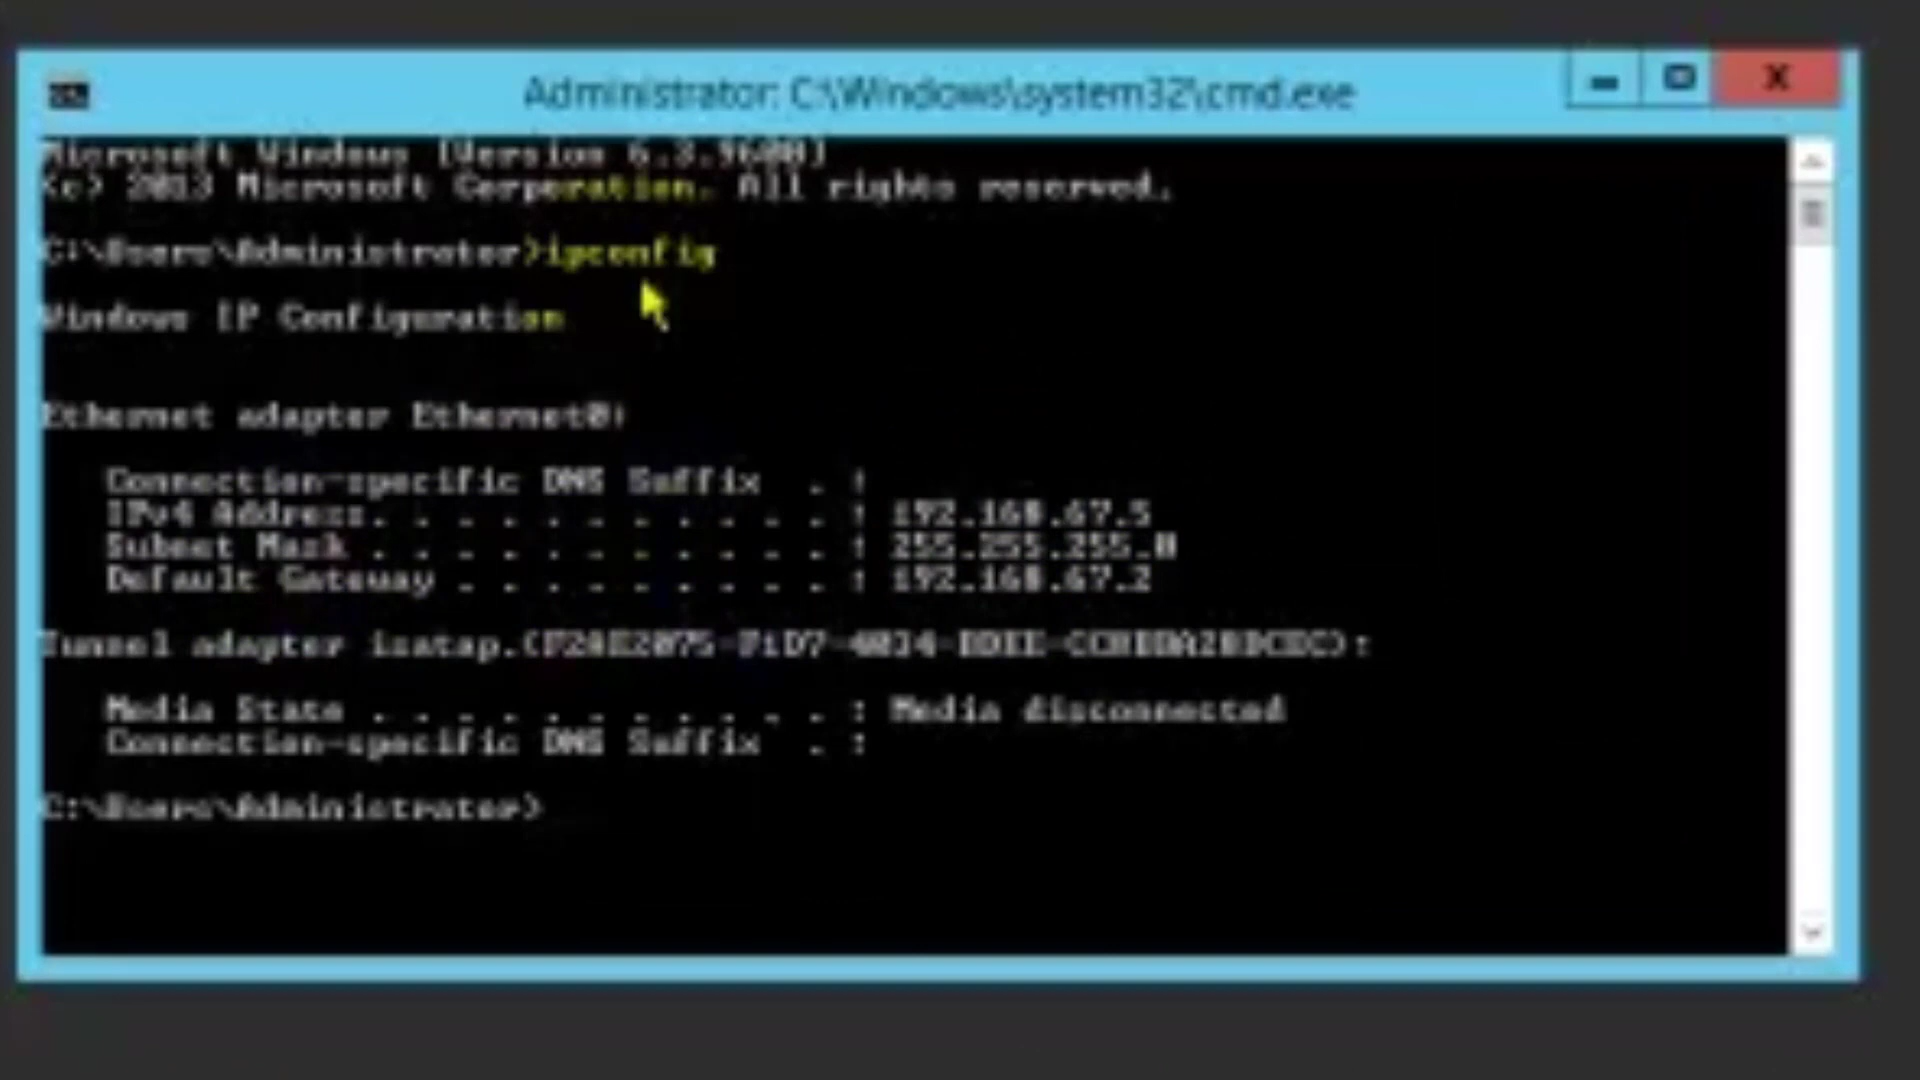 Administrator: C:\Windows\system32\cmd.exe
Microsoft Windows [Version 6.3.9600]
(c) 2013 Microsoft Corporation. All rights reserved.
C:\Users\Administrator>ipconfig
Windows IP Configuration
Ethernet adapter Ethernet0:
Connection-specific DNS Suffix . :
IPv4 Address. . . . . . . . . . . : 192.168.67.5
Subnet Mask . . . . . . . . . . . : 255.255.255.0
Default Gateway . . . . . . . . . : 192.168.67.2
Tunnel adapter isatap.
Media State . . . . . . . . . . . : Media disconnected
Connection-specific DNS Suffix . :
C:\Users\Administrator>